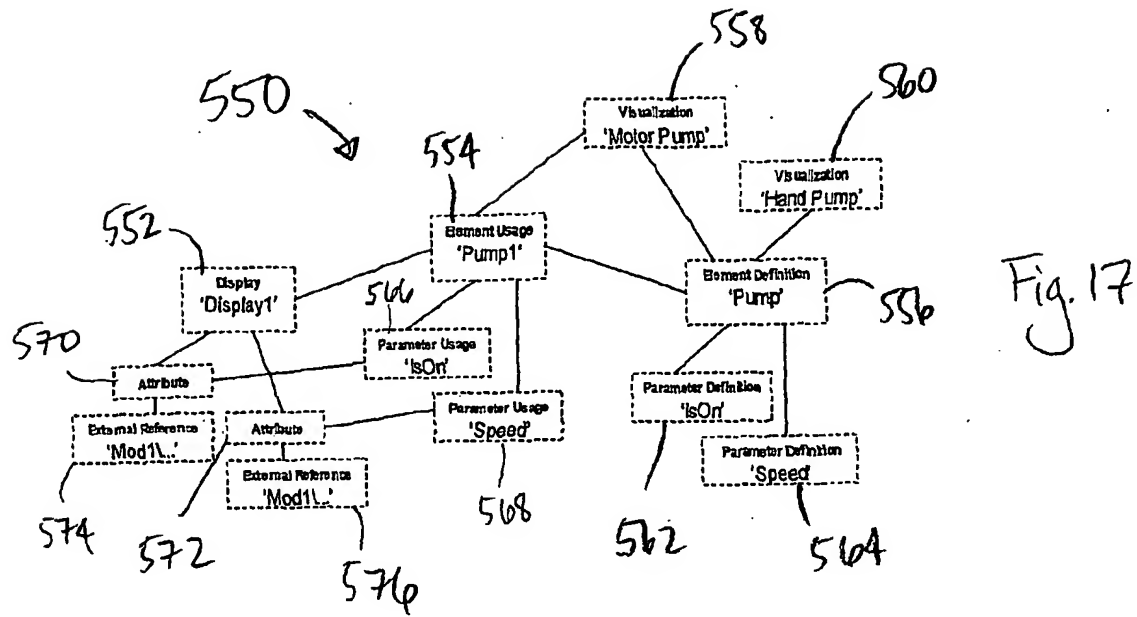 558
550
Visualization
'Motor Pump'
560
554
Visualization
'Hand Pump'
552
Element Usage
'Pump1'
Display
'Display1'
Element Definition
'Pump'
556
Fig. 17
566
570
Parameter Usage
'IsOn'
Attribute
Parameter Definition
'IsOn'
External Reference
'Mod1\..'
Attribute
Parameter Usage
'Speed'
Parameter Definition
'Speed'
External Reference
'Mod1\..'
574
572
576
568
562
564